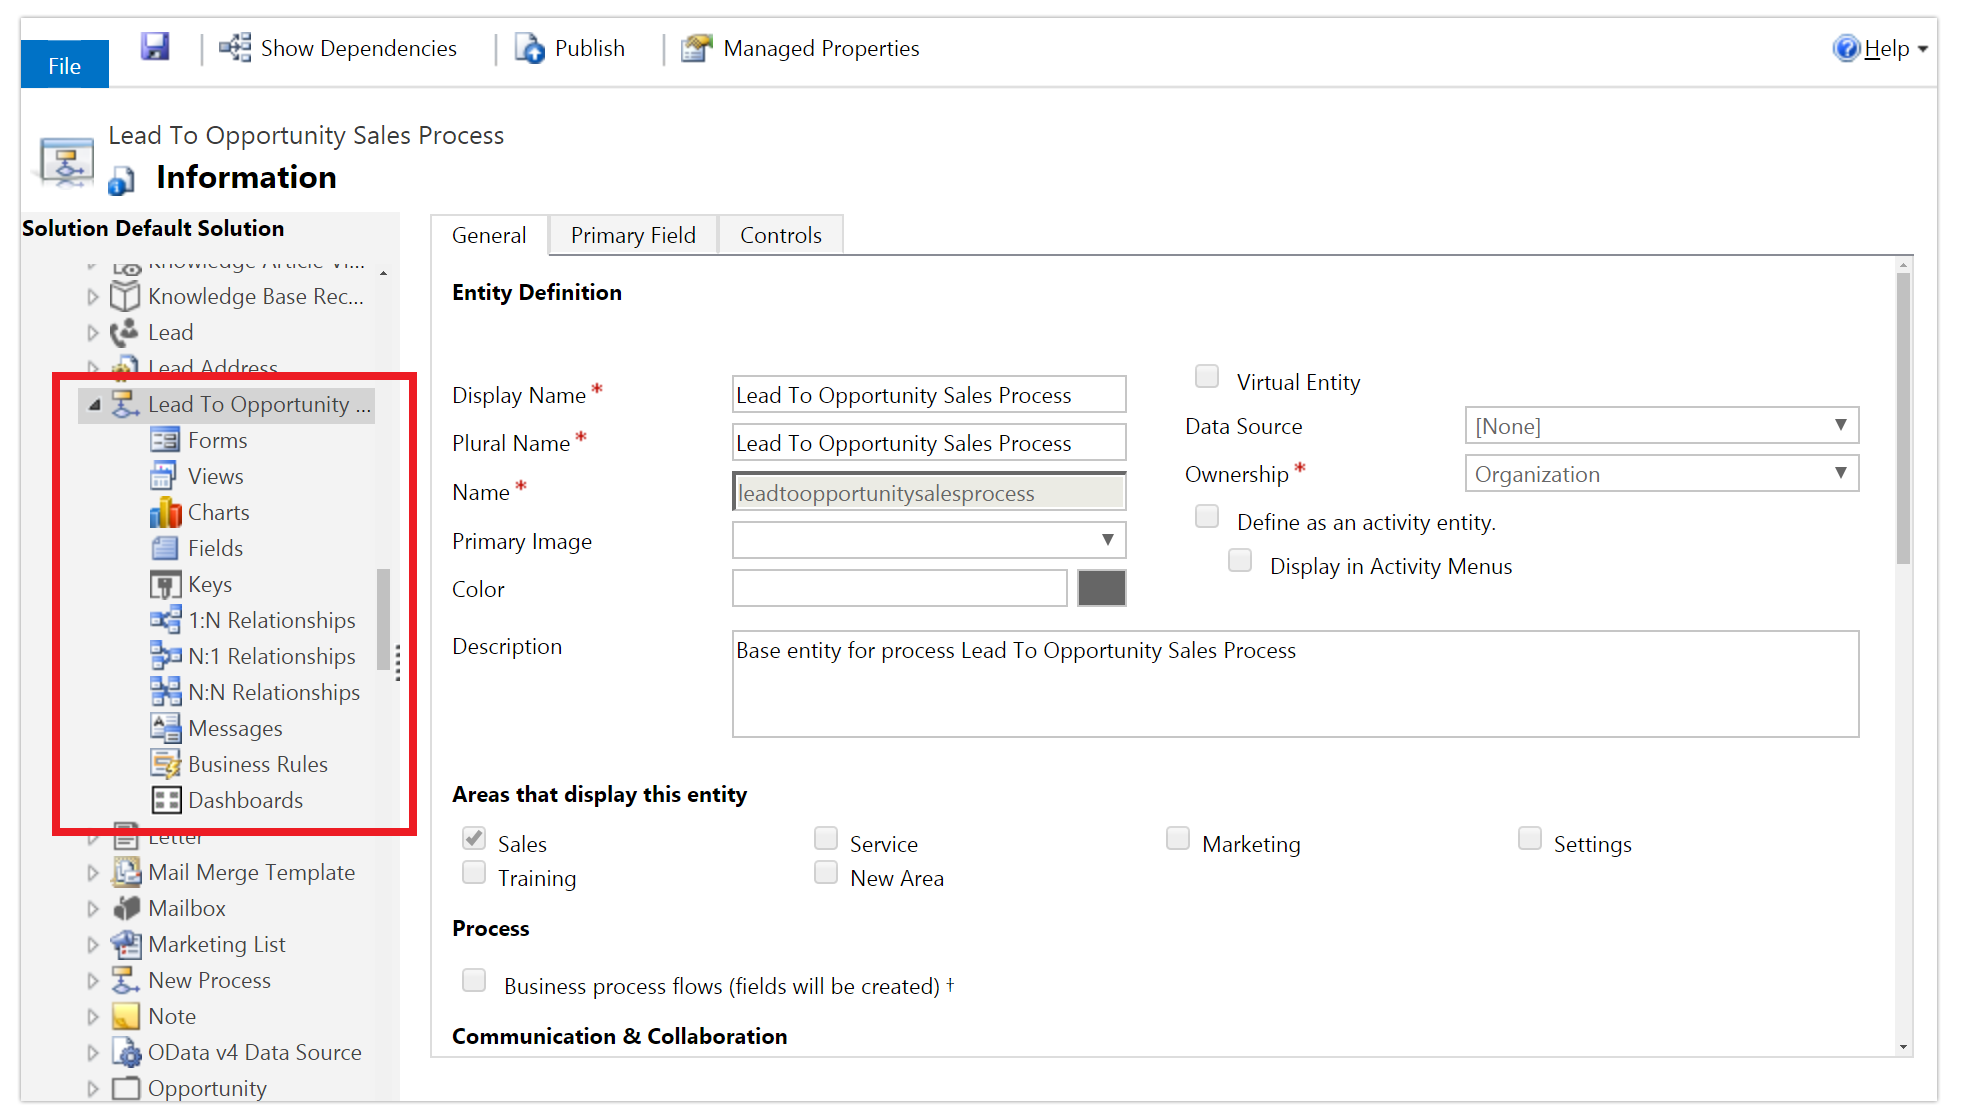 File
Show Dependencies
Publish
Managed Properties
Help
Lead To Opportunity Sales Process
Information
Solution Default Solution
Knowledge Article Vi...
Knowledge Base Rec...
Lead
Lead Address
Lead To Opportunity ...
Forms
Views
Charts
Fields
Keys
1:N Relationships
N:1 Relationships
N:N Relationships
Messages
Business Rules
Dashboards
Letter
Mail Merge Template
Mailbox
Marketing List
New Process
Note
OData v4 Data Source
Opportunity
General
Primary Field
Controls
Entity Definition
Display Name *
Lead To Opportunity Sales Process
Plural Name *
Lead To Opportunity Sales Process
Name *
leadtoopportunitysalesprocess
Primary Image
Color
Virtual Entity
Data Source
[None]
Ownership *
Organization
Define as an activity entity.
Display in Activity Menus
Description
Base entity for process Lead To Opportunity Sales Process
Areas that display this entity
Sales
Service
Marketing
Settings
Training
New Area
Process
Business process flows (fields will be created) †
Communication & Collaboration